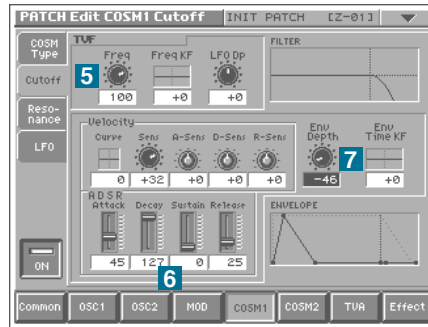 PATCH Edit COSM1 Cutoff INIT PATCH [Z-01]
COSM Type
Cutoff
Reso-nance
LFO
ON
TVF
5
Freq Freq KF LFO Dp
100 +0 +0
FILTER
Velocity
Curve Sens A-Sens D-Sens R-Sens
0 +32 +0 +0 +0
Env Depth
7
Env Time KF
-46 +0
ADSR
Attack Decay Sustain Release
45 127 0 25
6
ENVELOPE
Common OSC1 OSC2 MOD COSM1 COSM2 TVA Effect